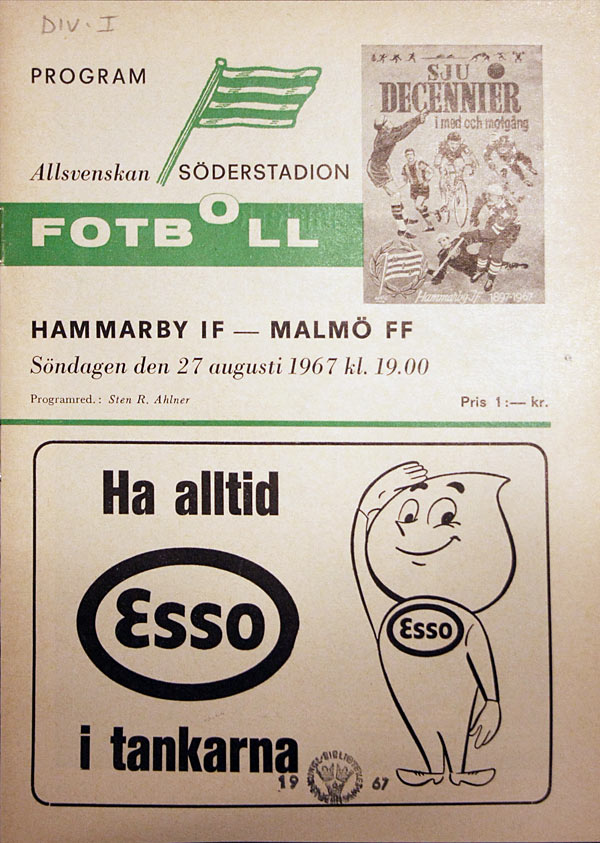 DIV. I
PROGRAM
SJU
DECENNIER
i med och motgång
Allsvenskan SÖDERSTADION
FOTBOLL
Hammarby IF 1897-1967
HAMMARBY IF — MALMÖ FF
Söndagen den 27 augusti 1967 kl. 19.00
Programred.: Sten R. Ahlner
Pris 1:— kr.
Ha alltid
Esso
Esso
i tankarna
19 67